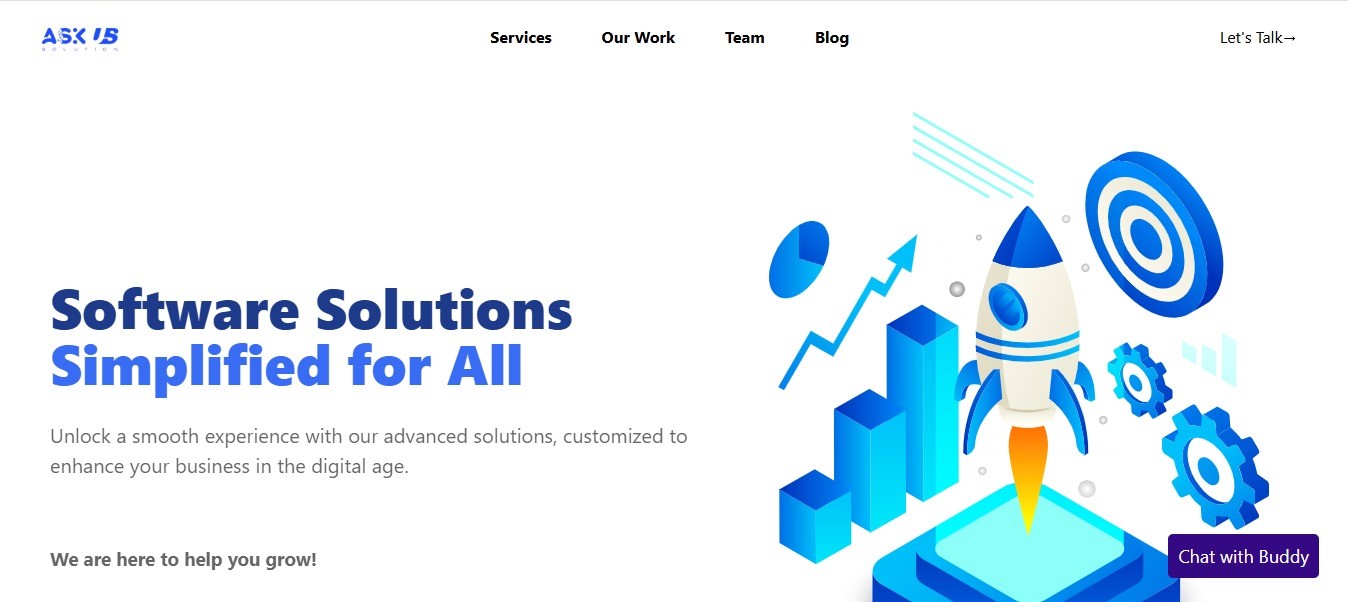 ASK US
SOLUTION
Services
Our Work
Team
Blog
Let's Talk→
Software Solutions
Simplified for All
Unlock a smooth experience with our advanced solutions, customized to
enhance your business in the digital age.
We are here to help you grow!
Chat with Buddy